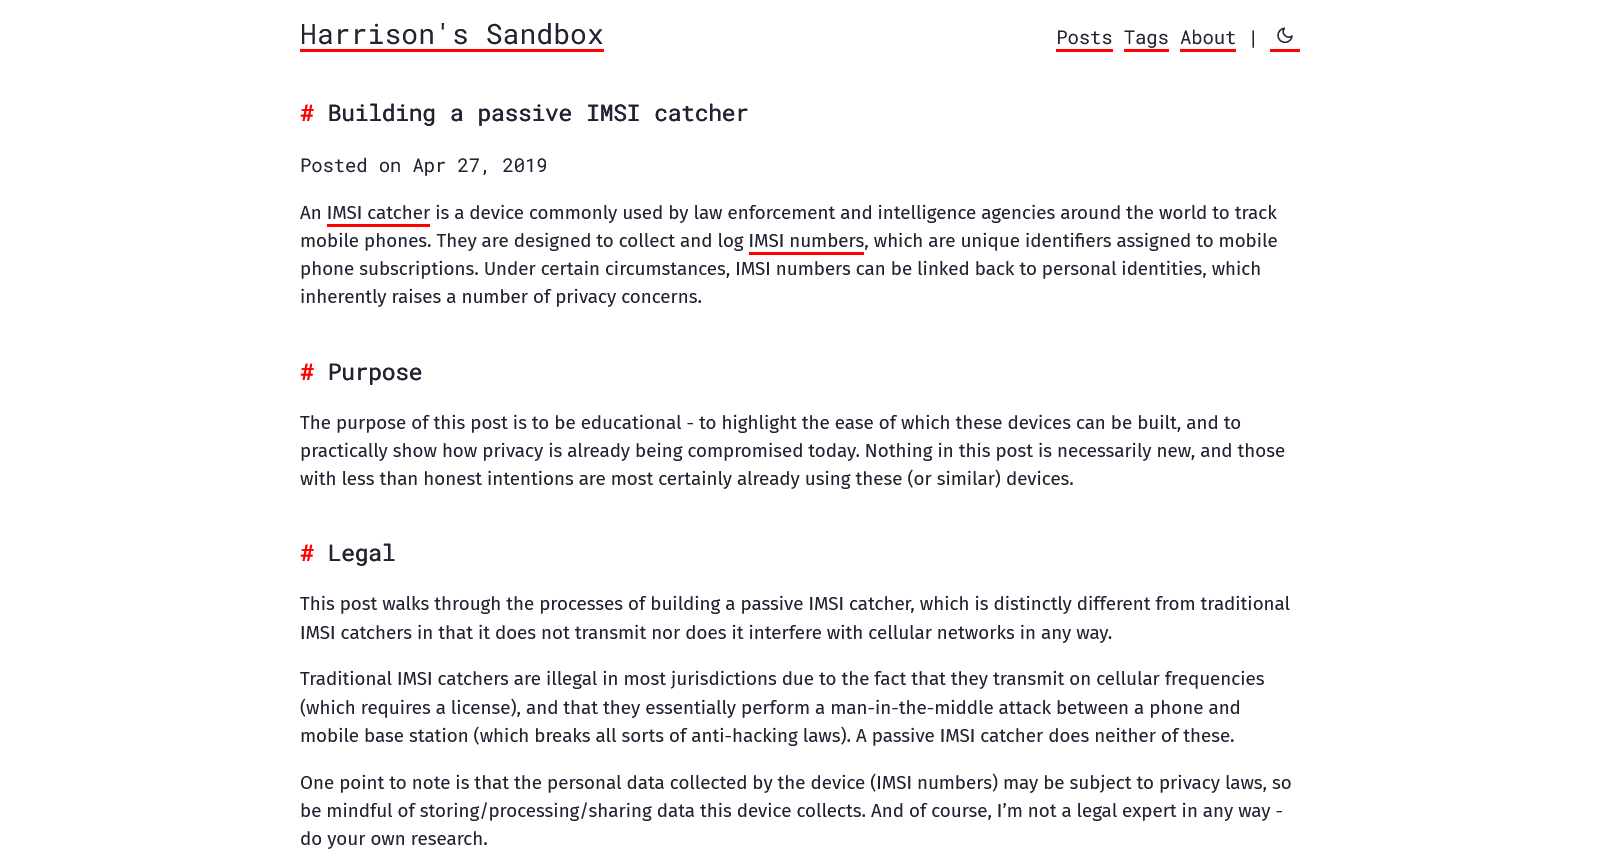 Harrison's Sandbox
Posts Tags About |
# Building a passive IMSI catcher
Posted on Apr 27, 2019
An IMSI catcher is a device commonly used by law enforcement and intelligence agencies around the world to track
mobile phones. They are designed to collect and log IMSI numbers, which are unique identifiers assigned to mobile
phone subscriptions. Under certain circumstances, IMSI numbers can be linked back to personal identities, which
inherently raises a number of privacy concerns.
# Purpose
The purpose of this post is to be educational - to highlight the ease of which these devices can be built, and to
practically show how privacy is already being compromised today. Nothing in this post is necessarily new, and those
with less than honest intentions are most certainly already using these (or similar) devices.
# Legal
This post walks through the processes of building a passive IMSI catcher, which is distinctly different from traditional
IMSI catchers in that it does not transmit nor does it interfere with cellular networks in any way.
Traditional IMSI catchers are illegal in most jurisdictions due to the fact that they transmit on cellular frequencies
(which requires a license), and that they essentially perform a man-in-the-middle attack between a phone and
mobile base station (which breaks all sorts of anti-hacking laws). A passive IMSI catcher does neither of these.
One point to note is that the personal data collected by the device (IMSI numbers) may be subject to privacy laws, so
be mindful of storing/processing/sharing data this device collects. And of course, I’m not a legal expert in any way -
do your own research.